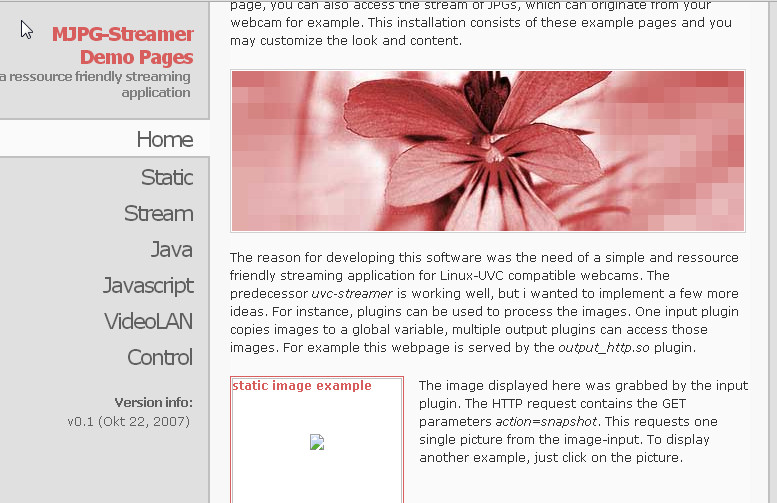 MJPG-Streamer
Demo Pages
a ressource friendly streaming
application
Home
Static
Stream
Java
Javascript
VideoLAN
Control
Version info:
v0.1 (Okt 22, 2007)
page, you can also access the stream of JPGs, which can originate from your
webcam for example. This installation consists of these example pages and you
may customize the look and content.
The reason for developing this software was the need of a simple and ressource
friendly streaming application for Linux-UVC compatible webcams. The
predecessor uvc-streamer is working well, but i wanted to implement a few more
ideas. For instance, plugins can be used to process the images. One input plugin
copies images to a global variable, multiple output plugins can access those
images. For example this webpage is served by the output_http.so plugin.
static image example
The image displayed here was grabbed by the input
plugin. The HTTP request contains the GET
parameters action=snapshot. This requests one
single picture from the image-input. To display
another example, just click on the picture.